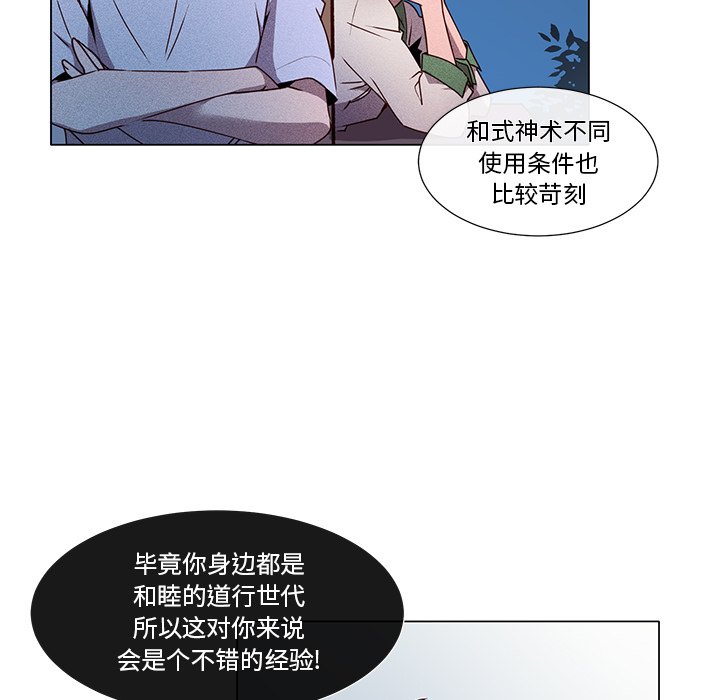 和式神术不同
使用条件也
比较苛刻
毕竟你身边都是
和睦的道行世代
所以这对你来说
会是个不错的经验!